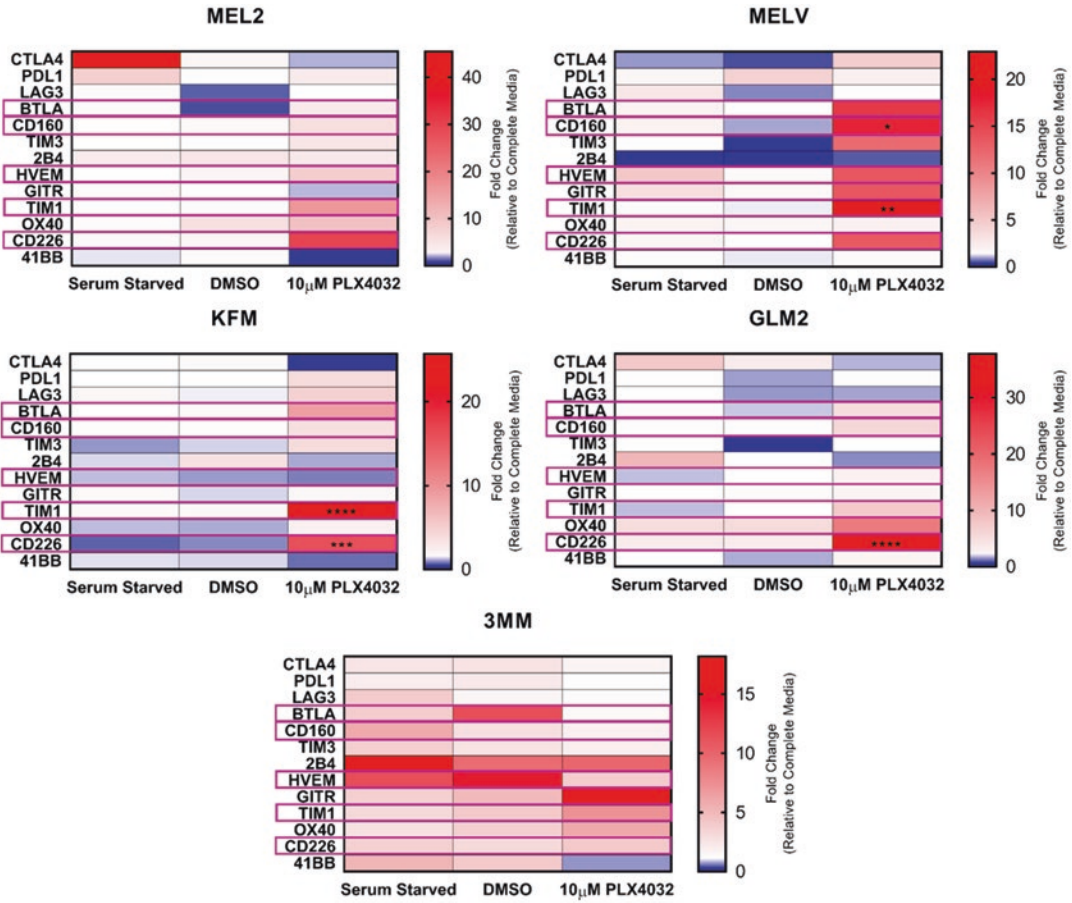 MEL2
CTLA4
PDL1
LAG3
BTLA
CD160
TIM3
2B4
HVEM
GITR
TIM1
OX40
CD226
41BB
Serum Starved DMSO 10μM PLX4032
40
30
20
10
0
Fold Change
(Relative to Complete Media)
MELV
CTLA4
PDL1
LAG3
BTLA
CD160 *
TIM3
2B4
HVEM
GITR
TIM1 **
OX40
CD226
41BB
Serum Starved DMSO 10μM PLX4032
20
15
10
5
0
Fold Change
(Relative to Complete Media)
KFM
CTLA4
PDL1
LAG3
BTLA
CD160
TIM3
2B4
HVEM
GITR
TIM1 ****
OX40
CD226 ***
41BB
Serum Starved DMSO 10μM PLX4032
20
10
0
Fold Change
(Relative to Complete Media)
GLM2
CTLA4
PDL1
LAG3
BTLA
CD160
TIM3
2B4
HVEM
GITR
TIM1
OX40
CD226 ****
41BB
Serum Starved DMSO 10μM PLX4032
30
20
10
0
Fold Change
(Relative to Complete Media)
3MM
CTLA4
PDL1
LAG3
BTLA
CD160
TIM3
2B4
HVEM
GITR
TIM1
OX40
CD226
41BB
Serum Starved DMSO 10μM PLX4032
15
10
5
0
Fold Change
(Relative to Complete Media)